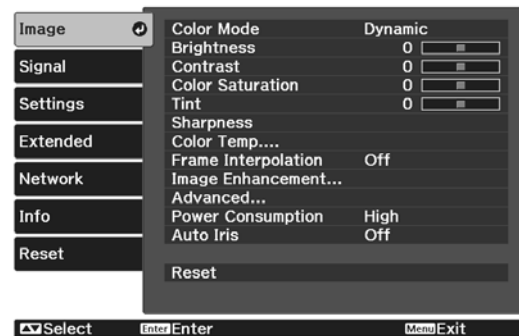 Image
Signal
Settings
Extended
Network
Info
Reset
Color Mode Dynamic
Brightness 0
Contrast 0
Color Saturation 0
Tint 0
Sharpness
Color Temp....
Frame Interpolation Off
Image Enhancement...
Advanced...
Power Consumption High
Auto Iris Off
Reset
Select Enter Enter Menu Exit